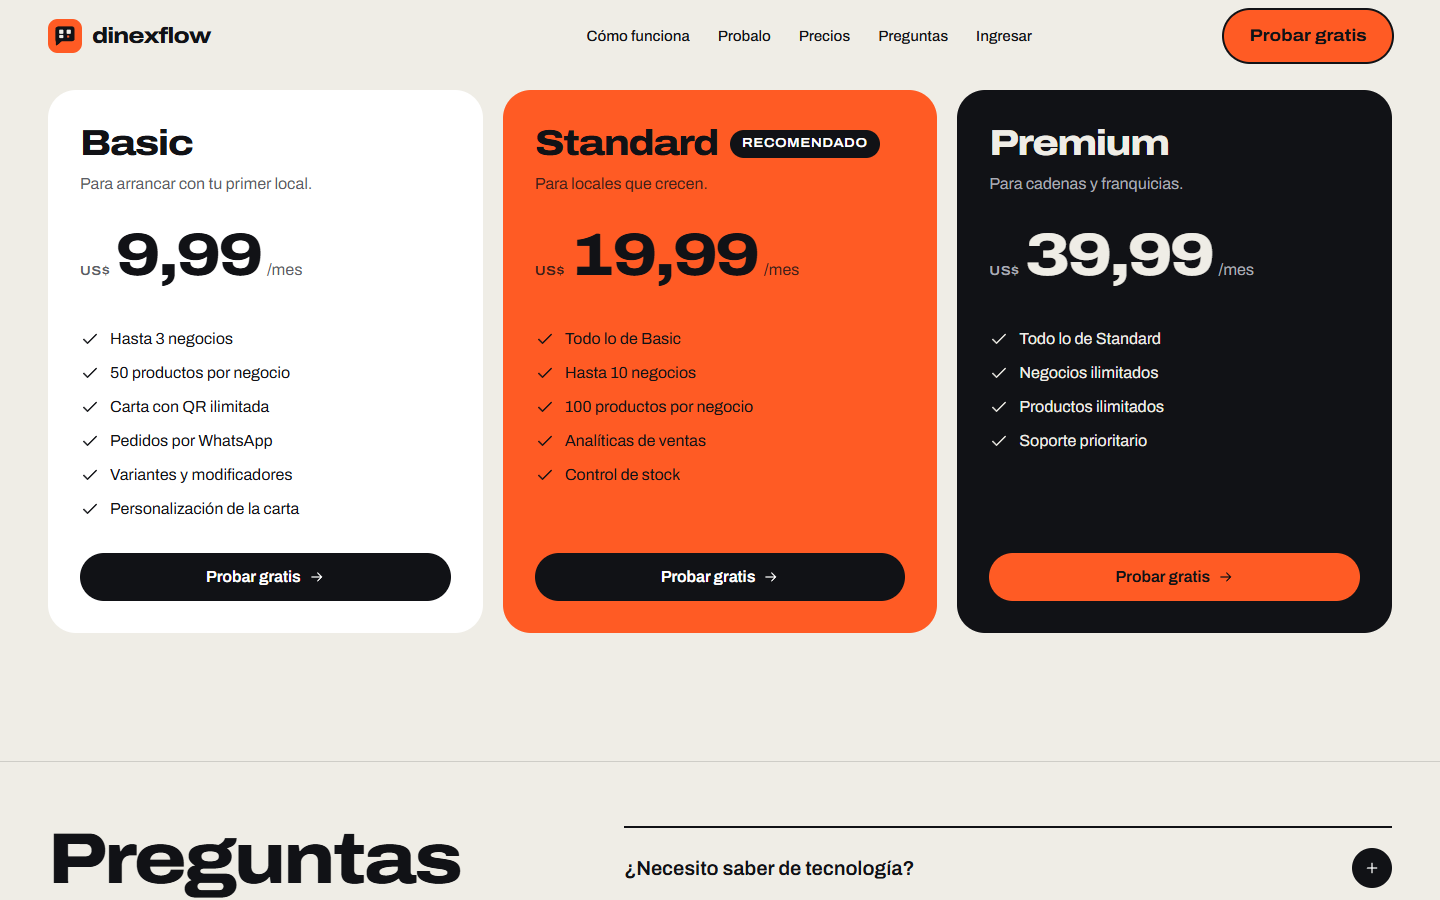 dinexflow
Cómo funciona
Probalo
Precios
Preguntas
Ingresar
Probar gratis
Basic
Para arrancar con tu primer local.
US$ 9,99 /mes
Hasta 3 negocios
50 productos por negocio
Carta con QR ilimitada
Pedidos por WhatsApp
Variantes y modificadores
Personalización de la carta
Probar gratis →
Standard RECOMENDADO
Para locales que crecen.
US$ 19,99 /mes
Todo lo de Basic
Hasta 10 negocios
100 productos por negocio
Analíticas de ventas
Control de stock
Probar gratis →
Premium
Para cadenas y franquicias.
US$ 39,99 /mes
Todo lo de Standard
Negocios ilimitados
Productos ilimitados
Soporte prioritario
Probar gratis →
Preguntas
¿Necesito saber de tecnología?